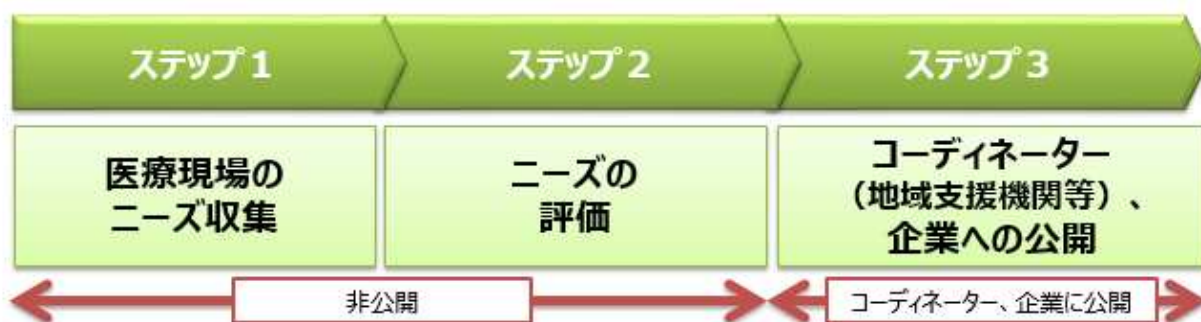 ステップ1
ステップ2
ステップ3
医療現場の
ニーズ収集
ニーズの
評価
コーディネーター
（地域支援機関等）、
企業への公開
非公開
コーディネーター、企業に公開